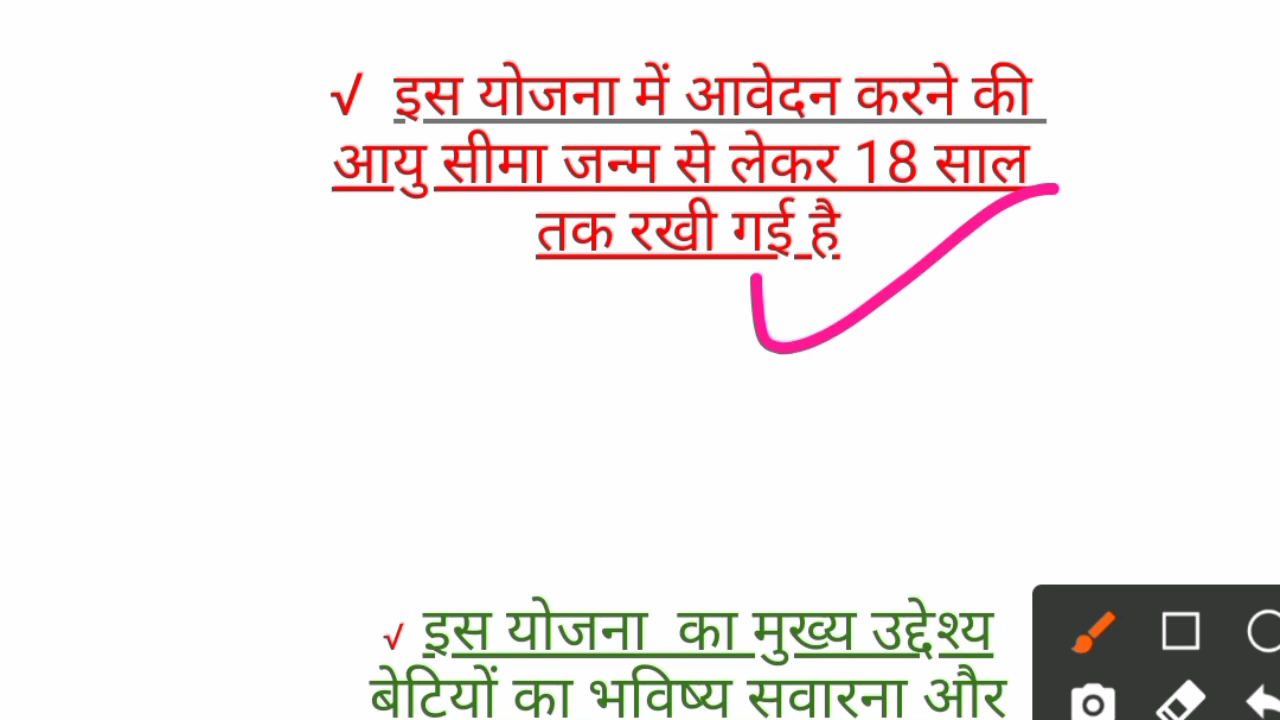 √ इस योजना में आवेदन करने की
आयु सीमा जन्म से लेकर 18 साल
तक रखी गई है
√ इस योजना का मुख्य उद्देश्य
बेटियों का भविष्य सवारना और